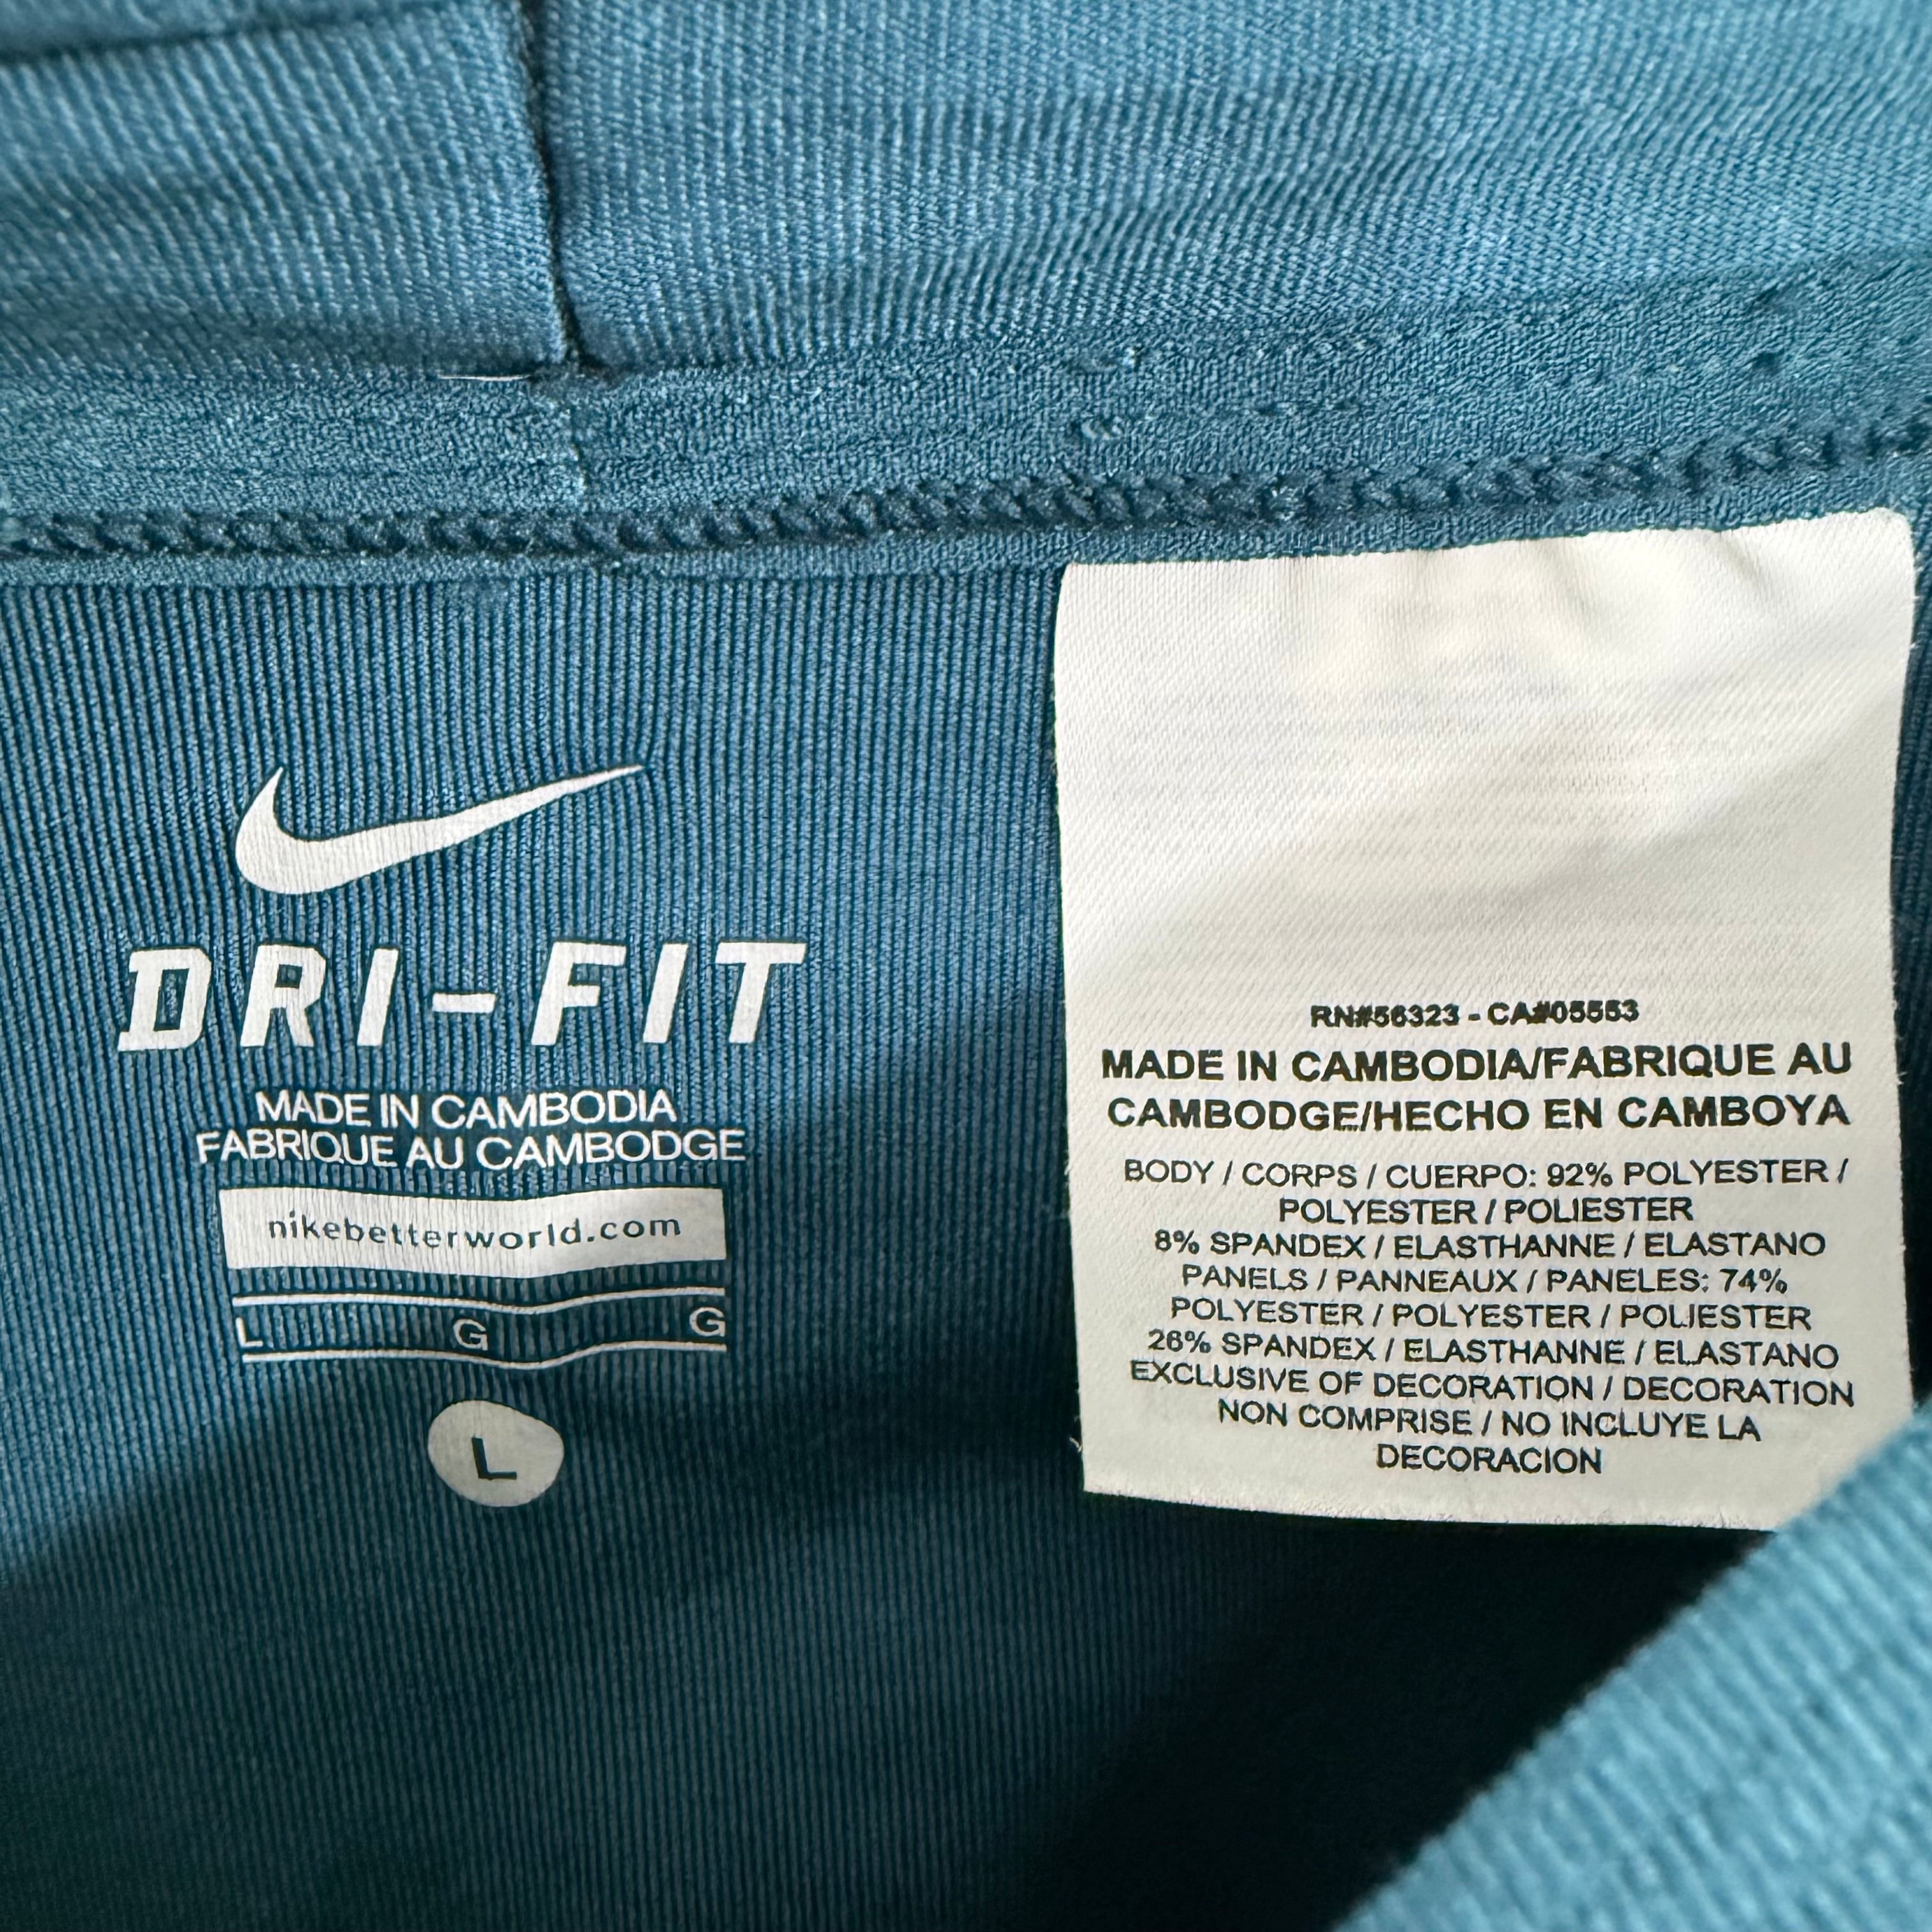 DRI-FIT
MADE IN CAMBODIA
FABRIQUE AU CAMBODGE
nikebetterworld.com
L G G
L
RN#56323 - CA#05553
MADE IN CAMBODIA/FABRIQUE AU
CAMBODGE/HECHO EN CAMBOYA
BODY / CORPS / CUERPO: 92% POLYESTER /
POLYESTER / POLIESTER
8% SPANDEX / ELASTHANNE / ELASTANO
PANELS / PANNEAUX / PANELES: 74%
POLYESTER / POLYESTER / POLIESTER
26% SPANDEX / ELASTHANNE / ELASTANO
EXCLUSIVE OF DECORATION / DECORATION
NON COMPRISE / NO INCLUYE LA
DECORACION